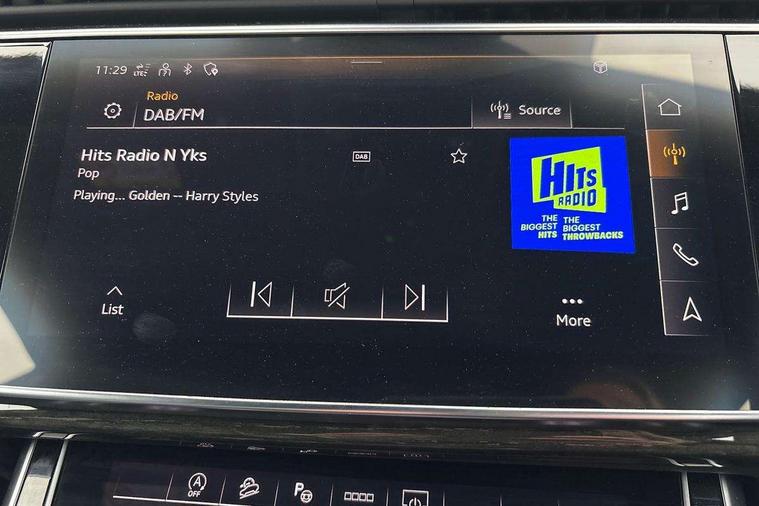 11:29
LTE
Radio
DAB/FM
Source
Hits Radio N Yks
DAB
Pop
Playing... Golden -- Harry Styles
HITS
RADIO
THE BIGGEST HITS
THE BIGGEST THROWBACKS
List
More
A
OFF
P